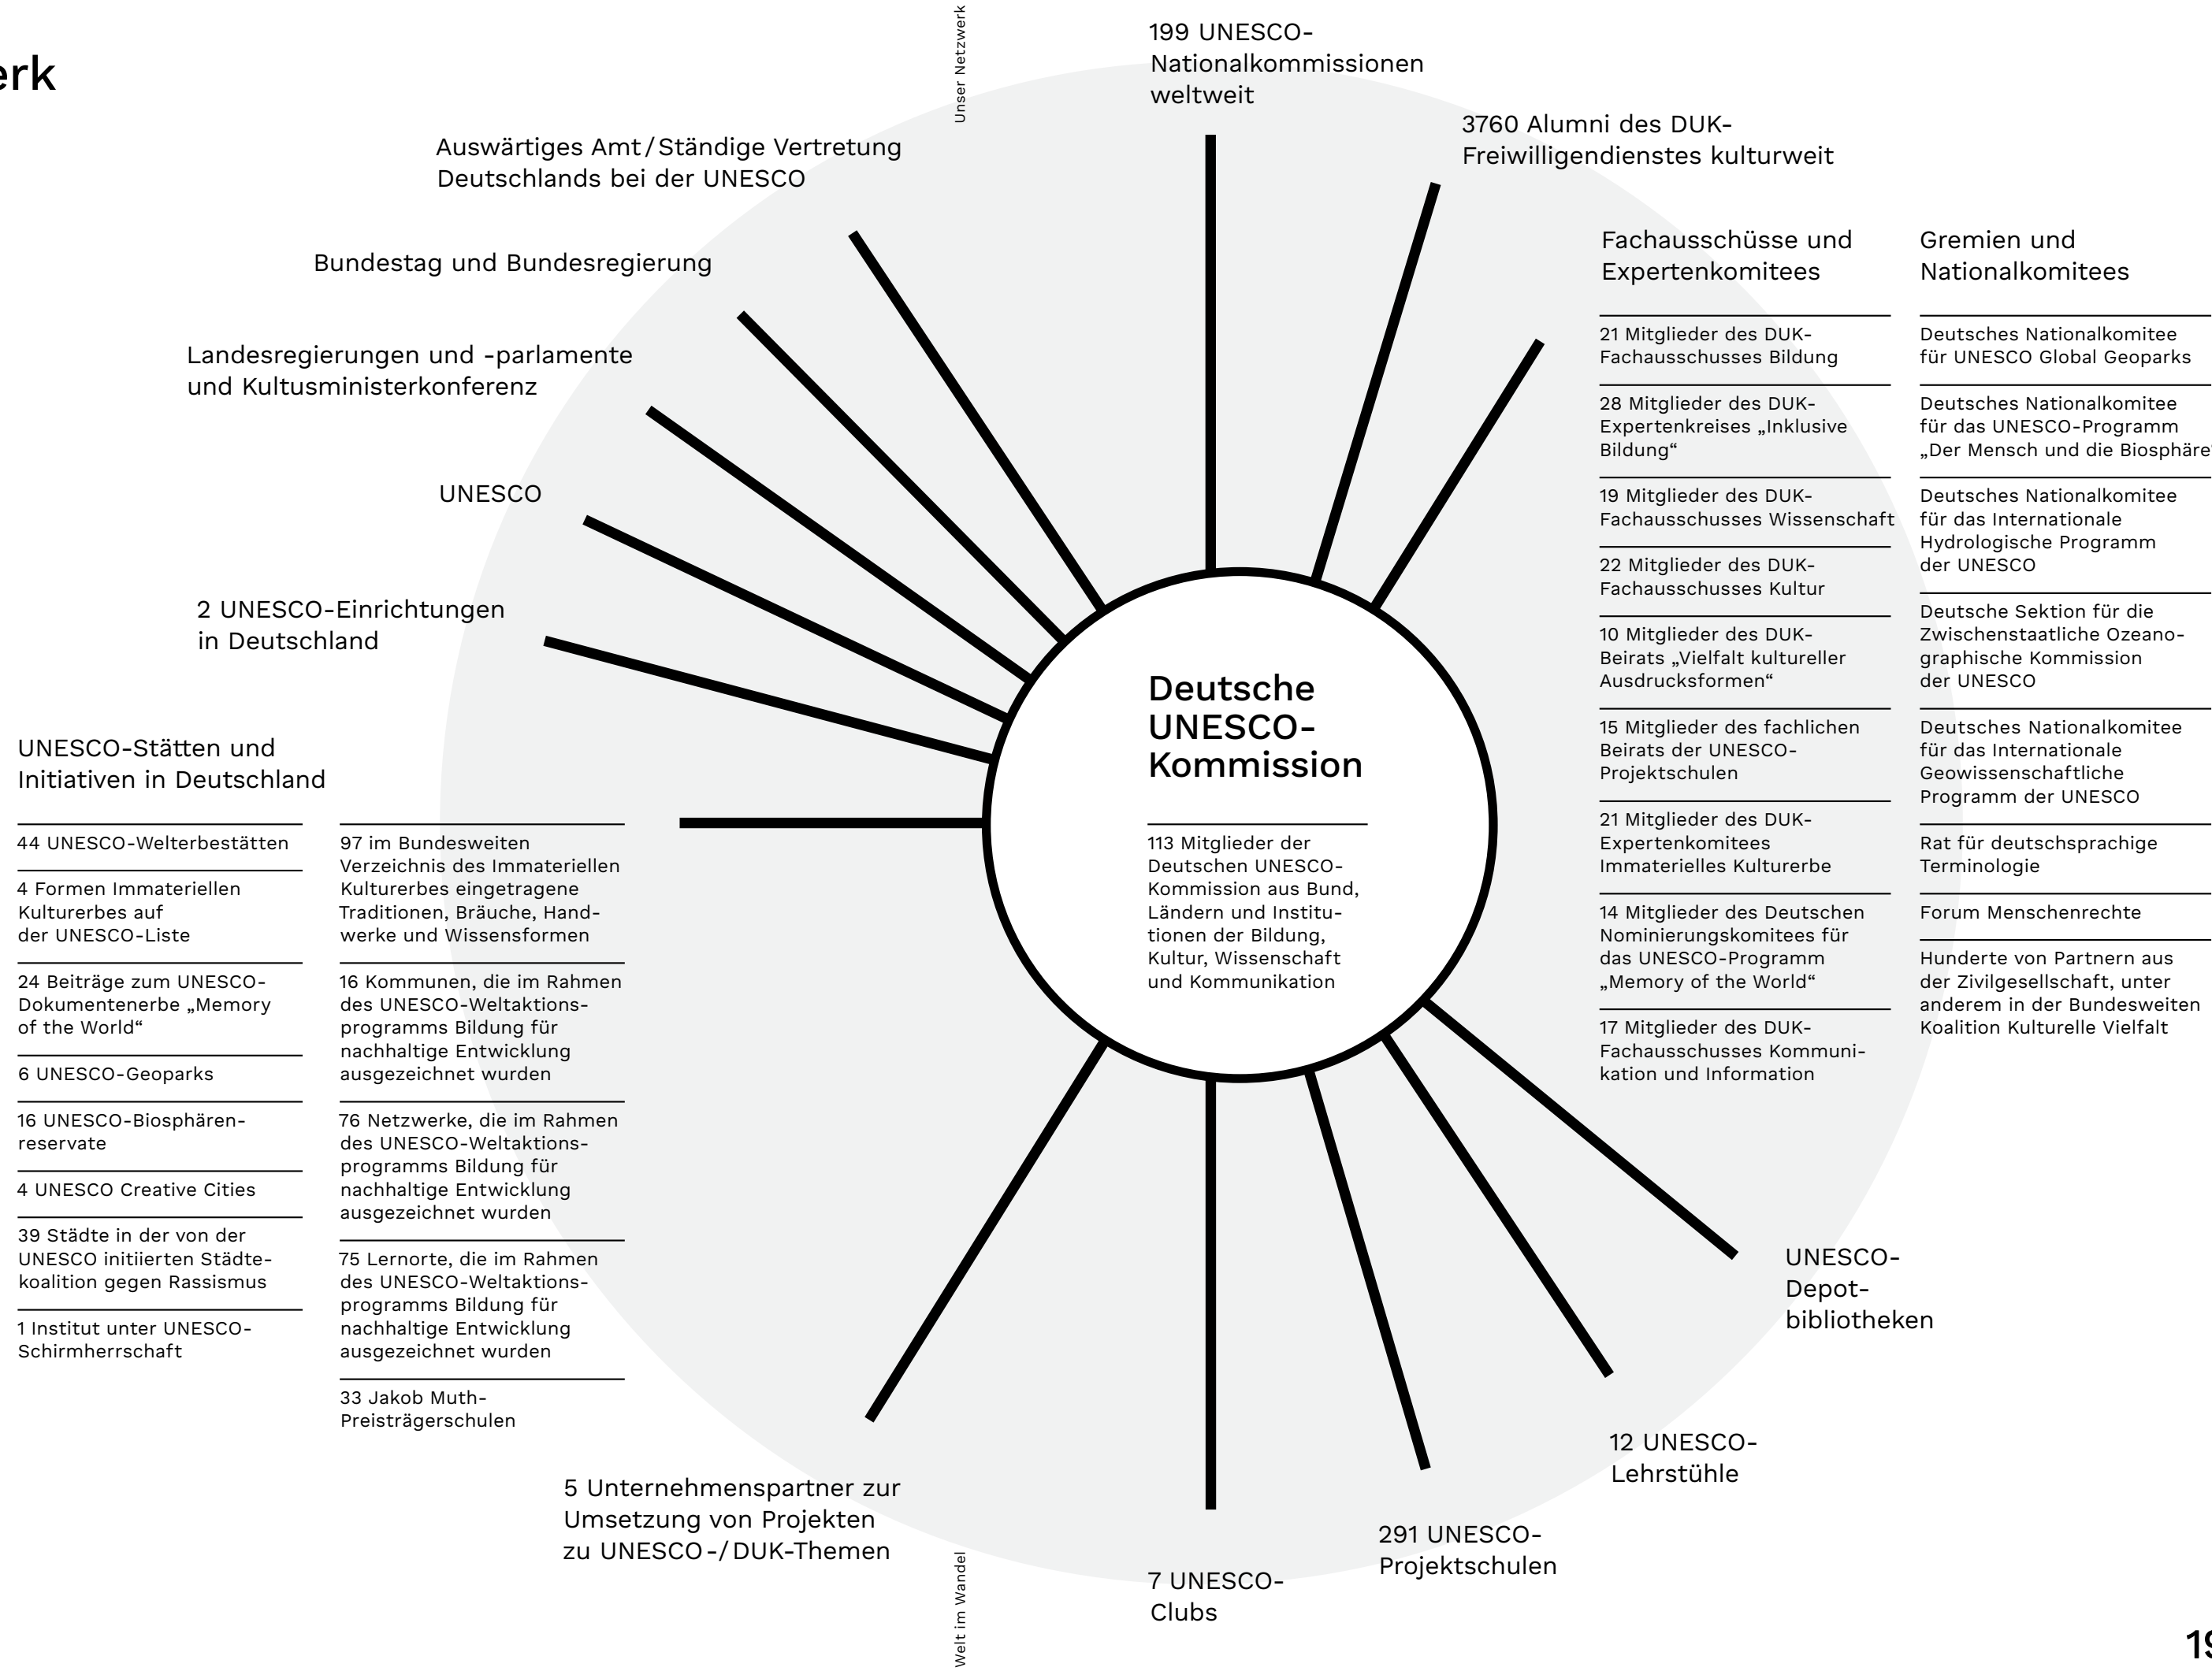 erk
Unser Netzwerk
199 UNESCO-
Nationalkommissionen
weltweit
3760 Alumni des DUK-
Freiwilligendienstes kulturweit
Auswärtiges Amt/Ständige Vertretung
Deutschlands bei der UNESCO
Bundestag und Bundesregierung
Landesregierungen und -parlamente
und Kultusministerkonferenz
UNESCO
2 UNESCO-Einrichtungen
in Deutschland
UNESCO-Stätten und
Initiativen in Deutschland
44 UNESCO-Welterbestätten
4 Formen Immateriellen
Kulturerbes auf
der UNESCO-Liste
24 Beiträge zum UNESCO-
Dokumentenerbe „Memory
of the World“
6 UNESCO-Geoparks
16 UNESCO-Biosphären-
reservate
4 UNESCO Creative Cities
39 Städte in der von der
UNESCO initiierten Städte-
koalition gegen Rassismus
1 Institut unter UNESCO-
Schirmherrschaft
97 im Bundesweiten
Verzeichnis des Immateriellen
Kulturerbes eingetragene
Traditionen, Bräuche, Hand-
werke und Wissensformen
16 Kommunen, die im Rahmen
des UNESCO-Weltaktions-
programms Bildung für
nachhaltige Entwicklung
ausgezeichnet wurden
76 Netzwerke, die im Rahmen
des UNESCO-Weltaktions-
programms Bildung für
nachhaltige Entwicklung
ausgezeichnet wurden
75 Lernorte, die im Rahmen
des UNESCO-Weltaktions-
programms Bildung für
nachhaltige Entwicklung
ausgezeichnet wurden
33 Jakob Muth-
Preisträgerschulen
Deutsche
UNESCO-
Kommission
113 Mitglieder der
Deutschen UNESCO-
Kommission aus Bund,
Ländern und Institu-
tionen der Bildung,
Kultur, Wissenschaft
und Kommunikation
Fachausschüsse und
Expertenkomitees
21 Mitglieder des DUK-
Fachausschusses Bildung
28 Mitglieder des DUK-
Expertenkreises „Inklusive
Bildung“
19 Mitglieder des DUK-
Fachausschusses Wissenschaft
22 Mitglieder des DUK-
Fachausschusses Kultur
10 Mitglieder des DUK-
Beirats „Vielfalt kultureller
Ausdrucksformen“
15 Mitglieder des fachlichen
Beirats der UNESCO-
Projektschulen
21 Mitglieder des DUK-
Expertenkomitees
Immaterielles Kulturerbe
14 Mitglieder des Deutschen
Nominierungskomitees für
das UNESCO-Programm
„Memory of the World“
17 Mitglieder des DUK-
Fachausschusses Kommuni-
kation und Information
Gremien und
Nationalkomitees
Deutsches Nationalkomitee
für UNESCO Global Geoparks
Deutsches Nationalkomitee
für das UNESCO-Programm
„Der Mensch und die Biosphäre“
Deutsches Nationalkomitee
für das Internationale
Hydrologische Programm
der UNESCO
Deutsche Sektion für die
Zwischenstaatliche Ozeano-
graphische Kommission
der UNESCO
Deutsches Nationalkomitee
für das Internationale
Geowissenschaftliche
Programm der UNESCO
Rat für deutschsprachige
Terminologie
Forum Menschenrechte
Hunderte von Partnern aus
der Zivilgesellschaft, unter
anderem in der Bundesweiten
Koalition Kulturelle Vielfalt
UNESCO-
Depot-
bibliotheken
12 UNESCO-
Lehrstühle
291 UNESCO-
Projektschulen
7 UNESCO-
Clubs
5 Unternehmenspartner zur
Umsetzung von Projekten
zu UNESCO-/DUK-Themen
Welt im Wandel